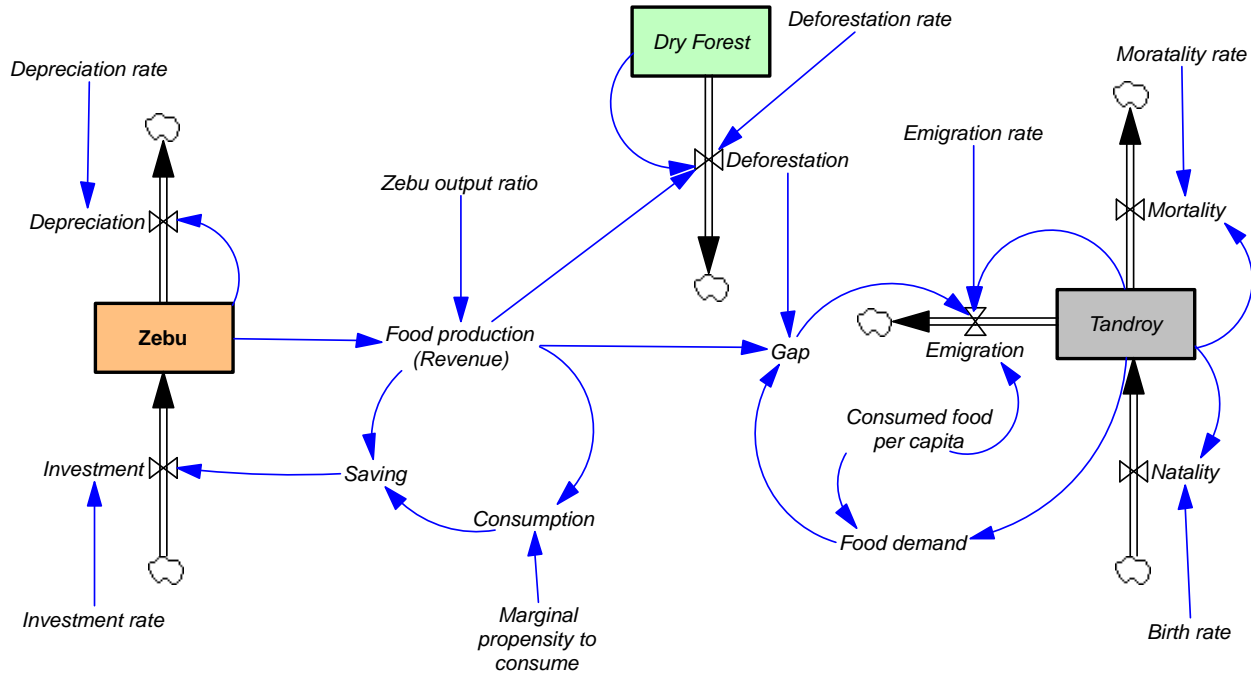 Deforestation rate
Dry Forest
Depreciation rate
Moratality rate
Emigration rate
Deforestation
Zebu output ratio
Depreciation
Mortality
Zebu
Food production
(Revenue)
Gap
Emigration
Tandroy
Consumed food
per capita
Investment
Saving
Natality
Consumption
Food demand
Investment rate
Marginal
propensity to
consume
Birth rate